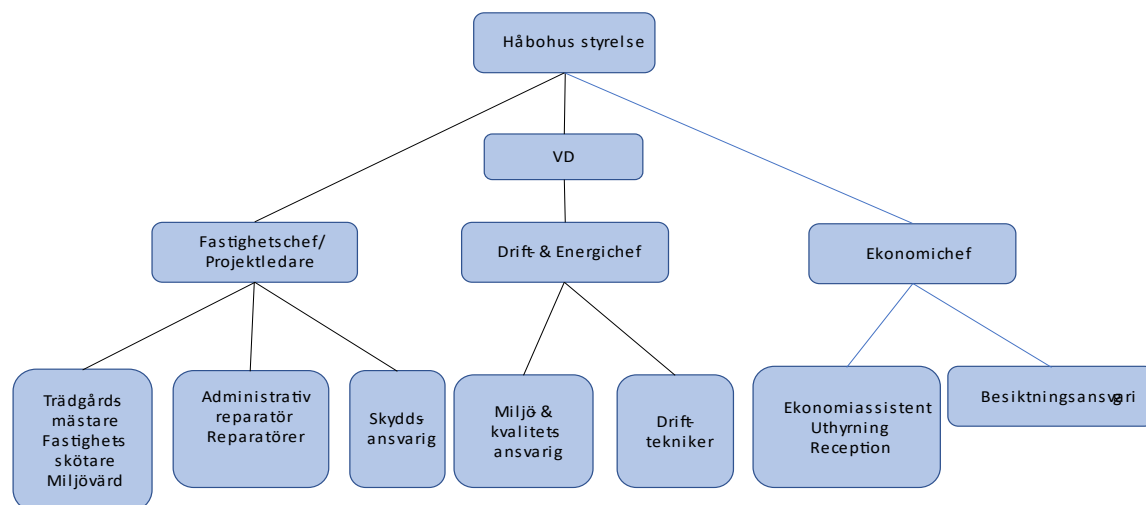 Håbohus styrelse
VD
Fastighetschef/
Projektledare
Drift- & Energichef
Ekonomichef
Trädgårds
mästare
Fastighets-
skötare
Miljövärd
Administrativ
reparatör
Reparatörer
Skydds-
ansvarig
Miljö- &
kvalitets-
ansvarig
Drift-
tekniker
Ekonomiassistent
Uthyrning
Reception